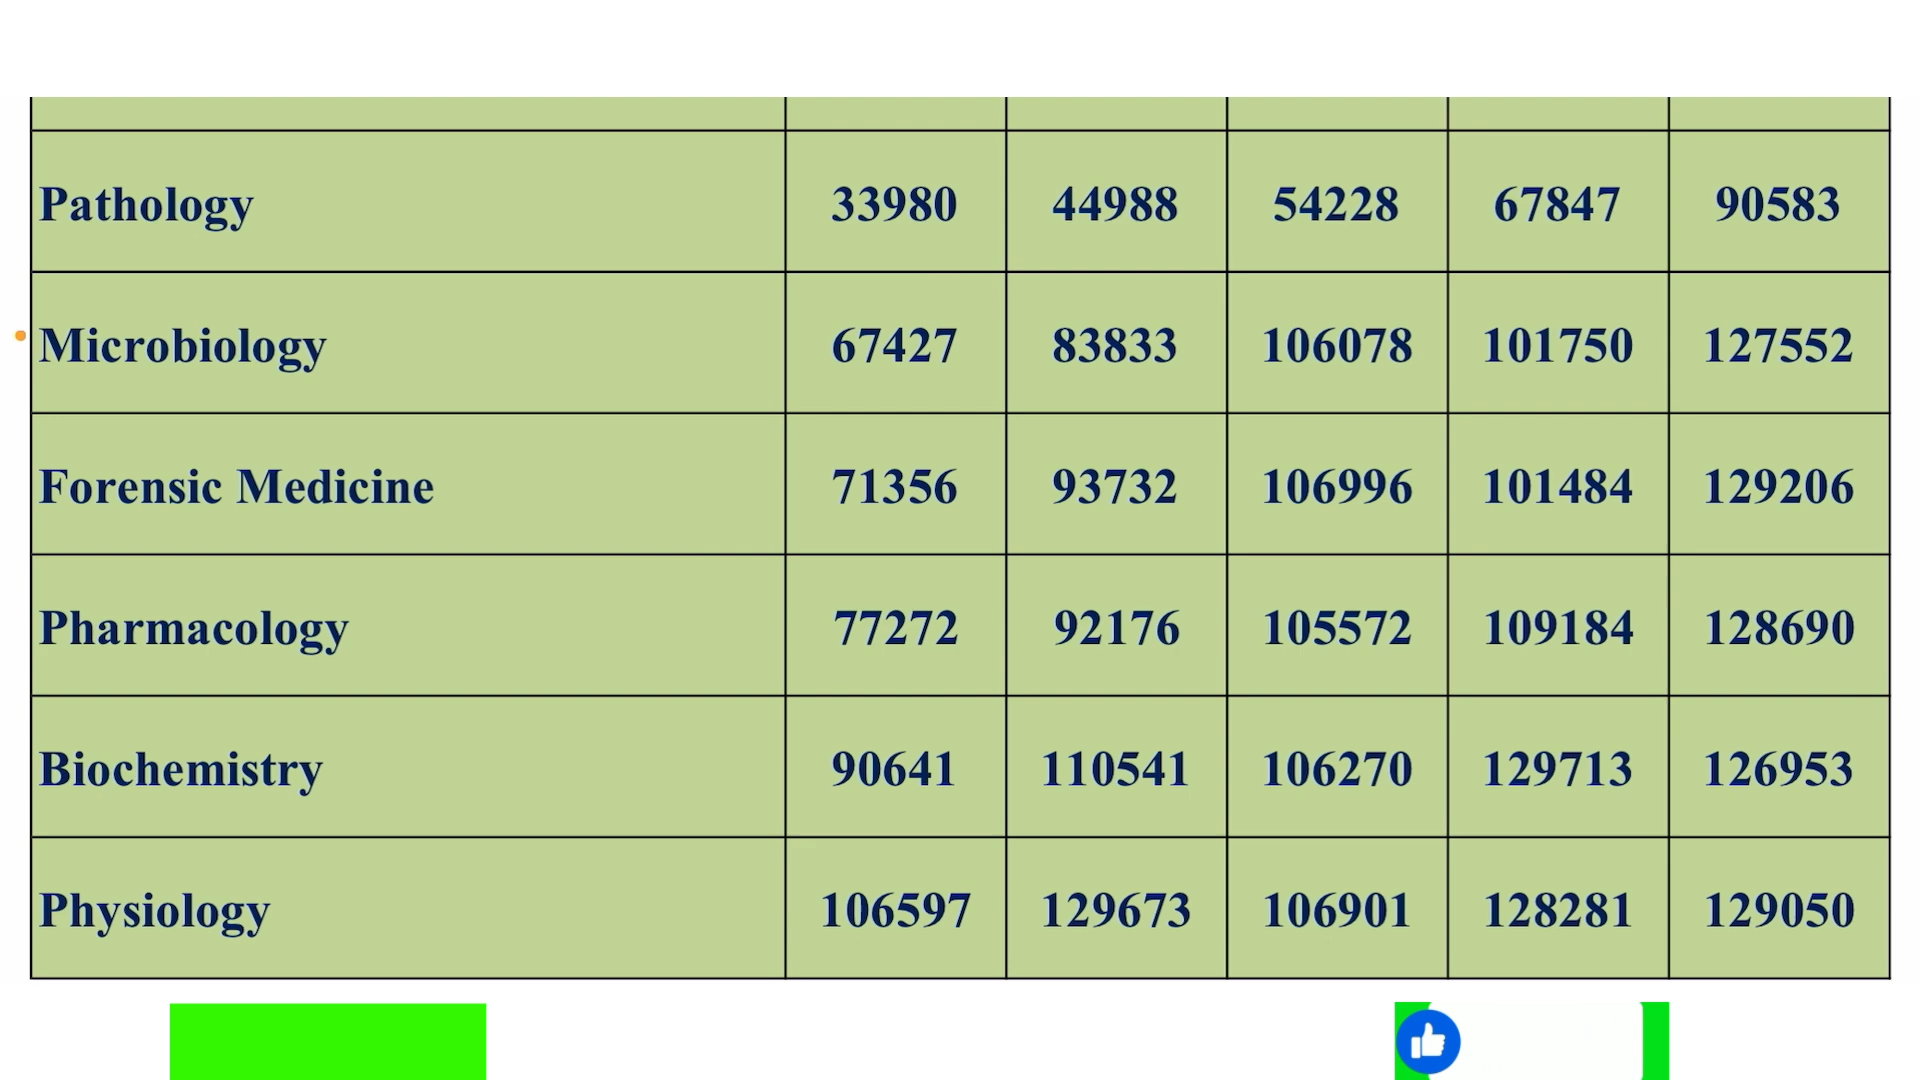 Pathology 33980 44988 54228 67847 90583
Microbiology 67427 83833 106078 101750 127552
Forensic Medicine 71356 93732 106996 101484 129206
Pharmacology 77272 92176 105572 109184 128690
Biochemistry 90641 110541 106270 129713 126953
Physiology 106597 129673 106901 128281 129050